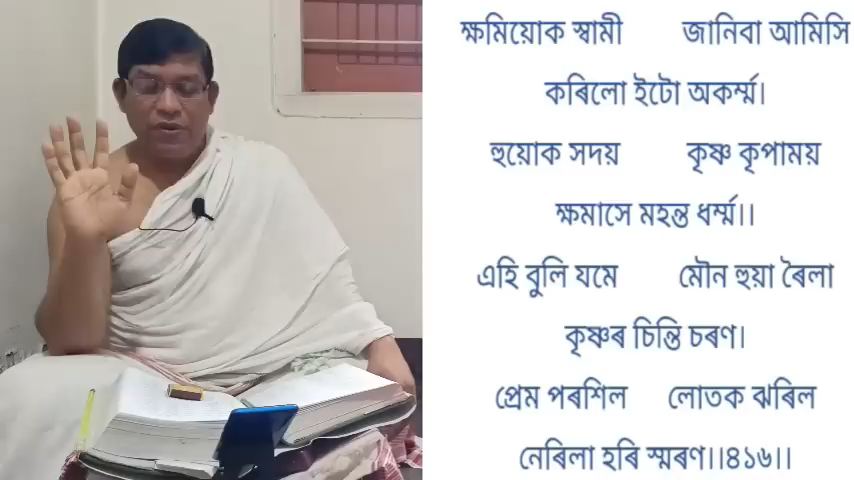 ক্ষমিয়োক স্বামী জানিবা আমিসি
কৰিলো ইটো অকৰ্ম্ম।
হুয়োক সদয় কৃষ্ণ কৃপাময়
ক্ষমাসে মহন্ত ধৰ্ম্ম।।
এহি বুলি যমে মৌন হুয়া ৰৈলা
কৃষ্ণৰ চিন্তি চৰণ।
প্ৰেম পৰশিল লোতক ঝৰিল
নেৰিলা হৰি স্মৰণ।।৪১৬।।